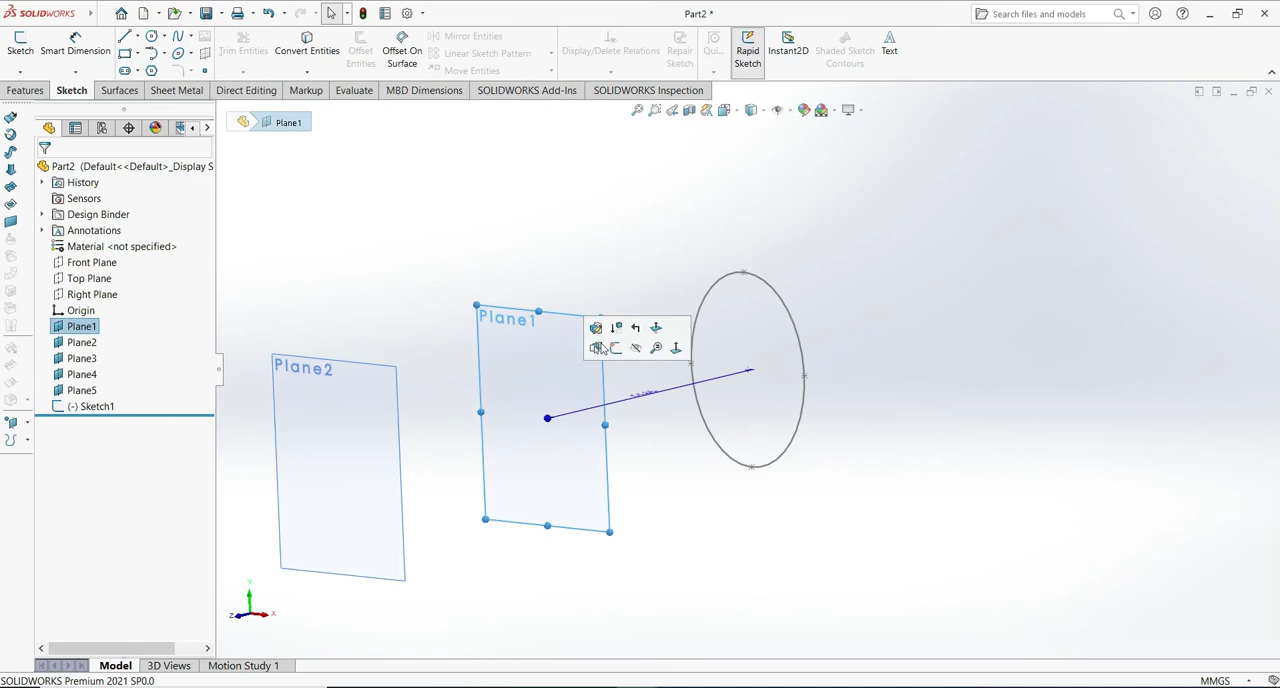 SOLIDWORKS
Part2 *
Search files and models
Sketch
Smart Dimension
Trim Entities
Convert Entities
Offset Entities
Offset On Surface
Mirror Entities
Linear Sketch Pattern
Move Entities
Display/Delete Relations
Repair Sketch
Qui...
Rapid Sketch
Instant2D
Shaded Sketch Contours
Text
Features
Sketch
Surfaces
Sheet Metal
Direct Editing
Markup
Evaluate
MBD Dimensions
SOLIDWORKS Add-Ins
SOLIDWORKS Inspection
Plane1
Part2 (Default<<Default>_Display S
History
Sensors
Design Binder
Annotations
Material <not specified>
Front Plane
Top Plane
Right Plane
Origin
Plane1
Plane2
Plane3
Plane4
Plane5
(-) Sketch1
Plane1
Plane2
Y
Z
X
Model
3D Views
Motion Study 1
SOLIDWORKS Premium 2021 SP0.0
MMGS